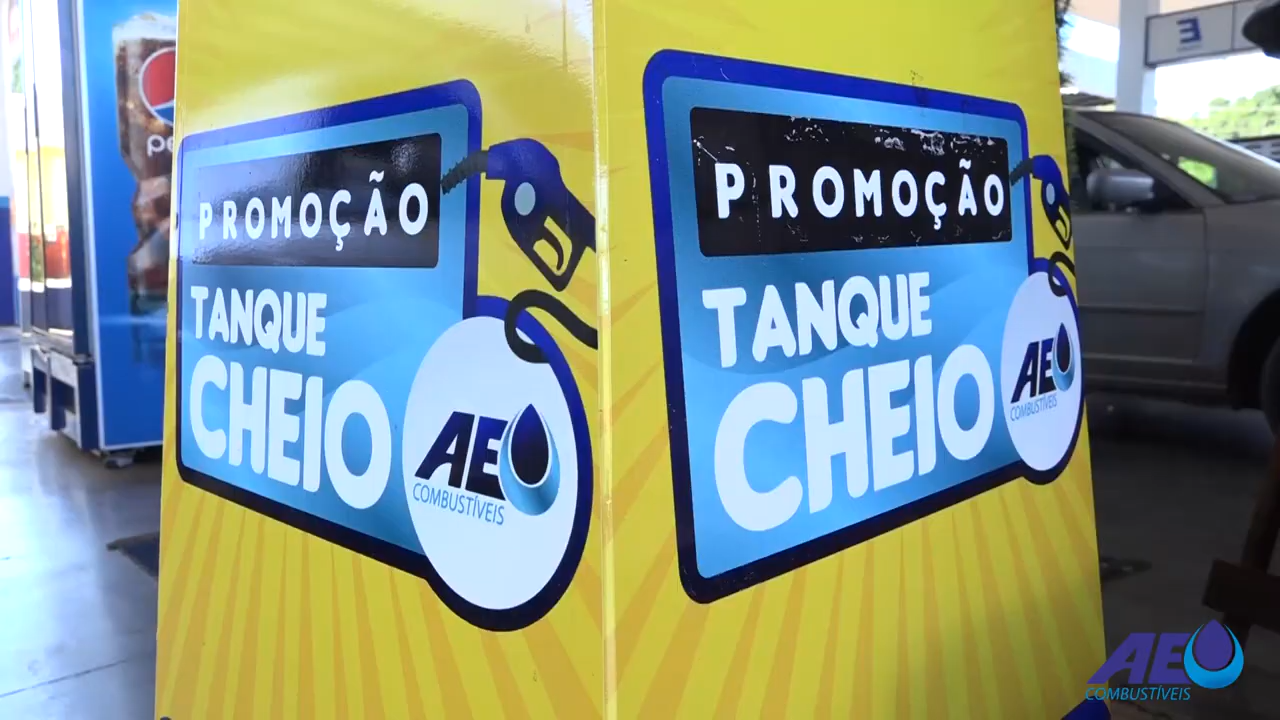 PROMOÇÃO
TANQUE
CHEIO
AE
COMBUSTÍVEIS
PROMOÇÃO
TANQUE
CHEIO
AE
COMBUSTÍVEIS
AE
COMBUSTÍVEIS